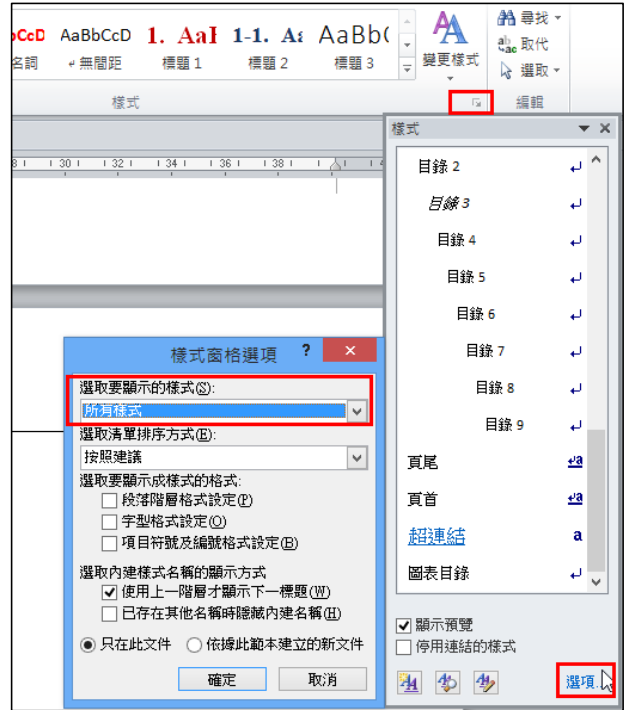 CcD AaBbCcD 1. AaI 1-1. Aa AaBb( 變更樣式 尋找
名詞 無間距 標題 1 標題 2 標題 3 取代
選取
樣式 編輯
樣式
30 32 34 36 38
目錄 2
目錄 3
目錄 4
目錄 5
目錄 6
目錄 7
目錄 8
目錄 9
頁尾 a
頁首 a
超連結 a
圖表目錄
顯示預覽
停用連結的樣式
選項...
樣式窗格選項 ? ×
選取要顯示的樣式(S):
所有樣式
選取清單排序方式(E):
按照建議
選取要顯示成樣式的格式:
段落階層格式設定(P)
字型格式設定(O)
項目符號及編號格式設定(B)
選取內建樣式名稱的顯示方式
使用上一階層才顯示下一標題(W)
已存在其他名稱時隱藏內建名稱(H)
只在此文件 依據此範本建立的新文件
確定 取消